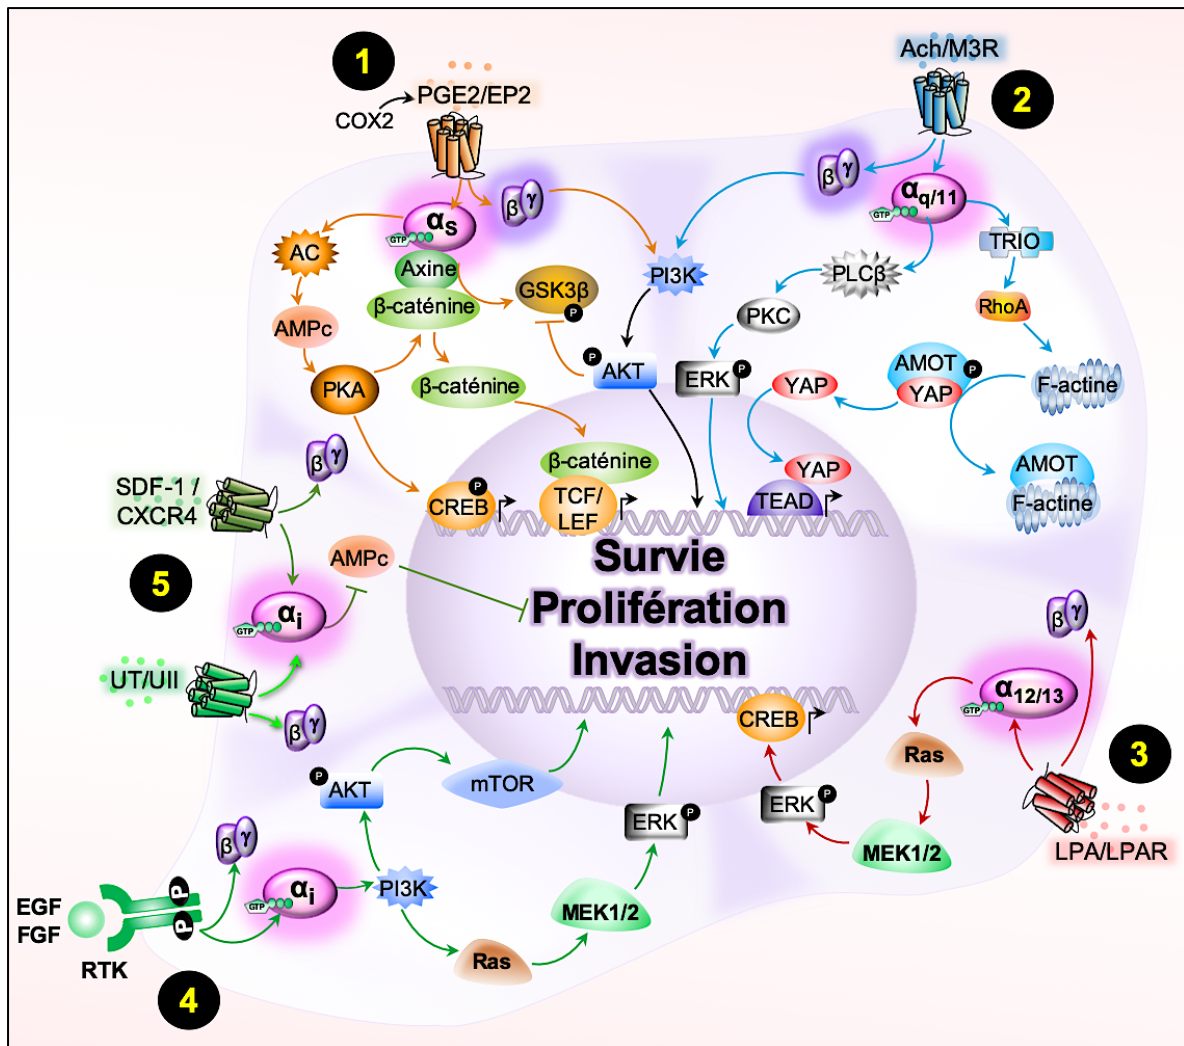 1
PGE2/EP2
COX2
β γ
αs
GTP
AC
Axine
β-caténine
GSK3β
P
AMPc
PKA
β-caténine
PI3K
P
AKT
β-caténine
TCF/
LEF
P
CREB
Ach/M3R
2
β γ
αq/11
GTP
TRIO
PLCβ
RhoA
PKC
ERK
P
YAP
AMOT
P
YAP
F-actine
YAP
TEAD
AMOT
F-actine
SDF-1 /
CXCR4
β γ
AMPc
5
αi
GTP
UT/UII
β γ
Survie
Prolifération
Invasion
β γ
α12/13
GTP
3
LPA/LPAR
Ras
MEK1/2
ERK
P
CREB
P
AKT
mTOR
ERK
P
β γ
αi
GTP
PI3K
MEK1/2
Ras
EGF
FGF
P
P
RTK
4